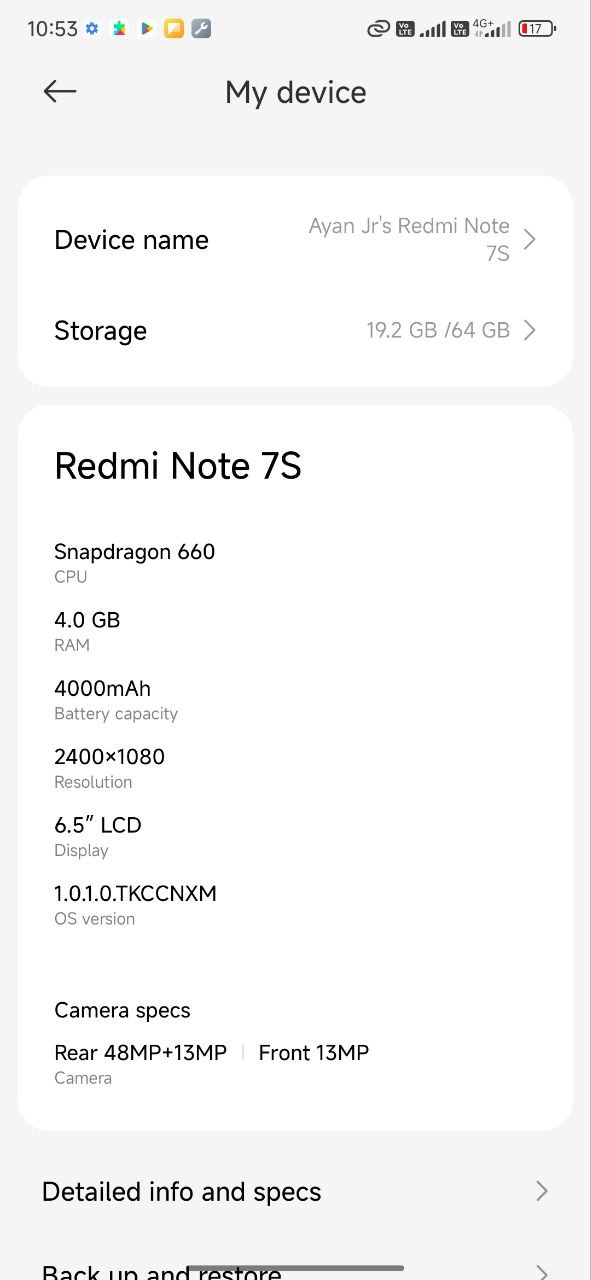 10:53 Vo LTE Vo LTE 4G+ 17
My device
Device name
Ayan Jr's Redmi Note
7S
Storage 19.2 GB /64 GB
Redmi Note 7S
Snapdragon 660
CPU
4.0 GB
RAM
4000mAh
Battery capacity
2400×1080
Resolution
6.5″ LCD
Display
1.0.1.0.TKCCNXM
OS version
Camera specs
Rear 48MP+13MP | Front 13MP
Camera
Detailed info and specs
Back up and restore